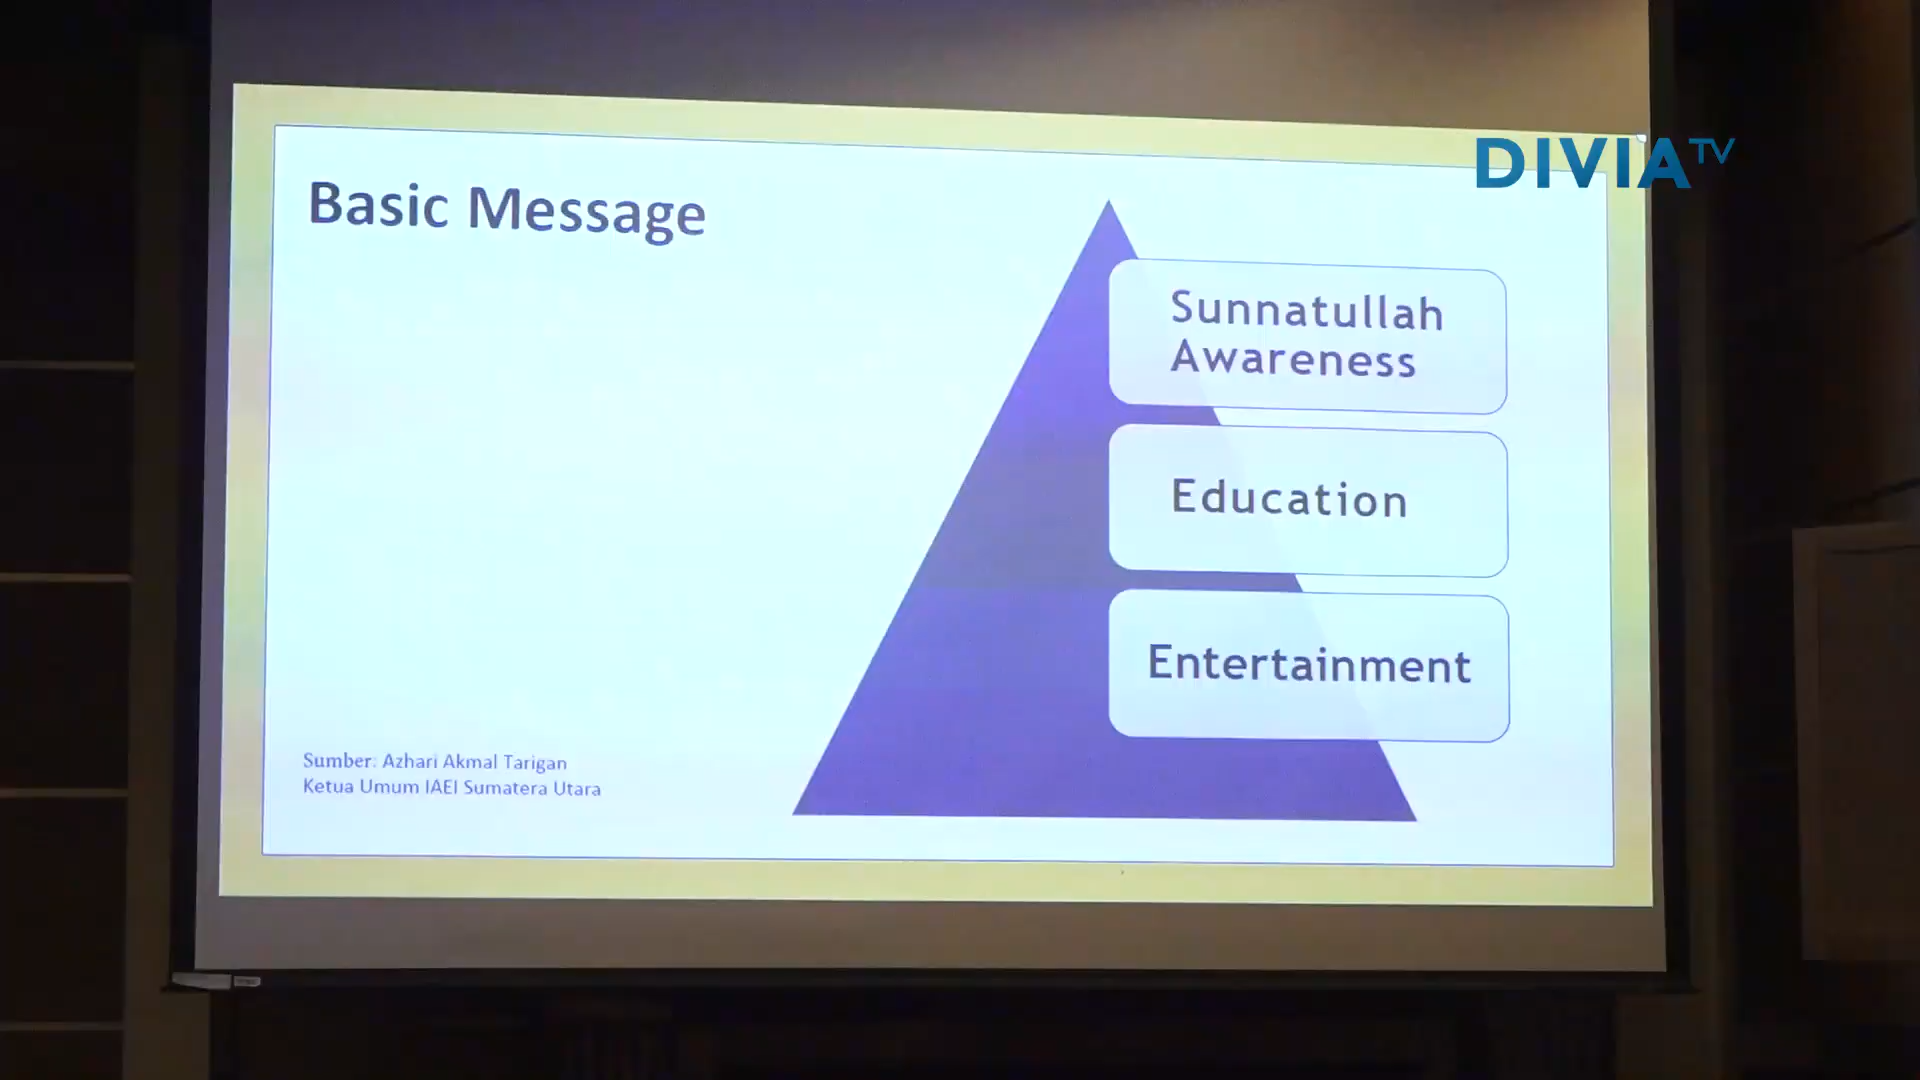 DIVIA TV
Basic Message
Sunnatullah
Awareness
Education
Entertainment
Sumber: Azhari Akmal Tarigan
Ketua Umum IAEI Sumatera Utara